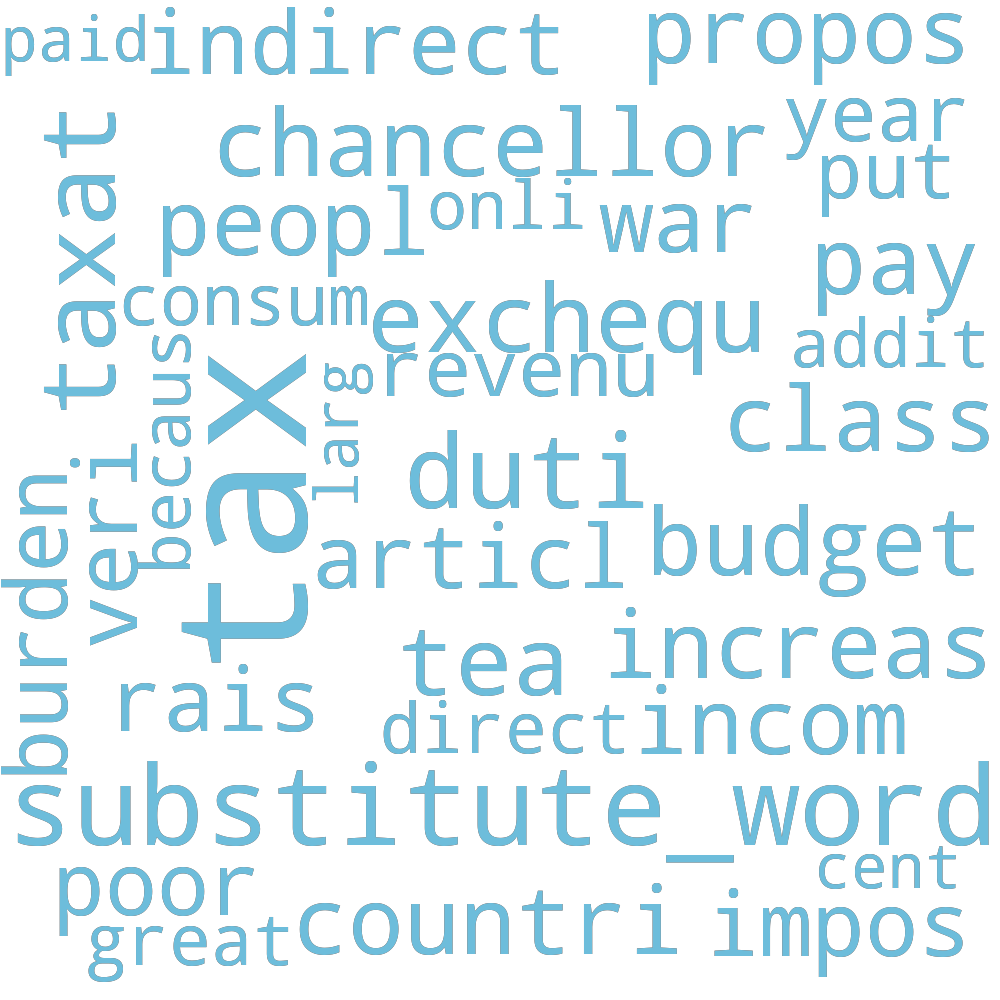 paid
indirect
propos
chancellor
year
put
taxat
peopl
onli
war
pay
consum
exchequ
addit
becaus
larg
revenu
class
tax
duti
veri
burden
articl
budget
tea
increas
rais
direct
incom
substitute_word
poor
cent
great
countri
impos